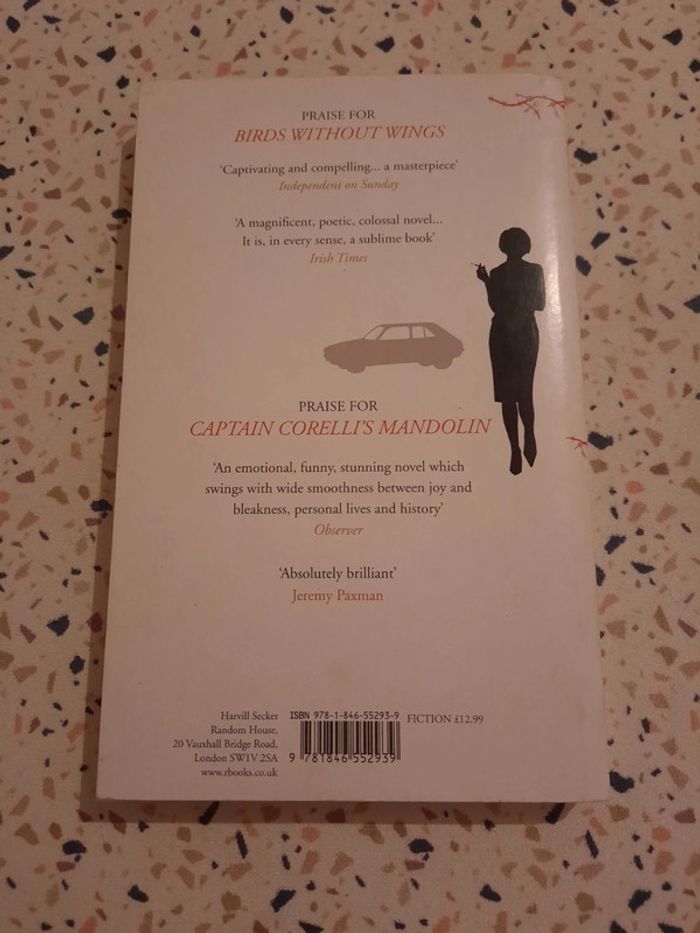 PRAISE FOR
BIRDS WITHOUT WINGS
'Captivating and compelling... a masterpiece'
Independent on Sunday
'A magnificent, poetic, colossal novel...
It is, in every sense, a sublime book'
Irish Times
PRAISE FOR
CAPTAIN CORELLI'S MANDOLIN
'An emotional, funny, stunning novel which
swings with wide smoothness between joy and
bleakness, personal lives and history'
Observer
'Absolutely brilliant'
Jeremy Paxman
Harvill Secker
Random House,
20 Vauxhall Bridge Road,
London SW1V 2SA
www.rbooks.co.uk
ISBN 978-1-846-55293-9
9 781846 552939
FICTION £12.99